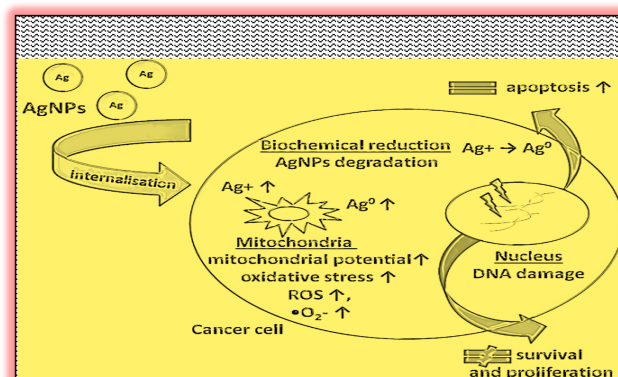 Ag
Ag
Ag
AgNPs
internalisation
apoptosis ↑
Biochemical reduction
AgNPs degradation
Ag+ → Ag⁰
Ag+ ↑
Ag⁰ ↑
Mitochondria
mitochondrial potential ↑
oxidative stress ↑
ROS ↑,
•O₂- ↑
Cancer cell
Nucleus
DNA damage
survival
and proliferation